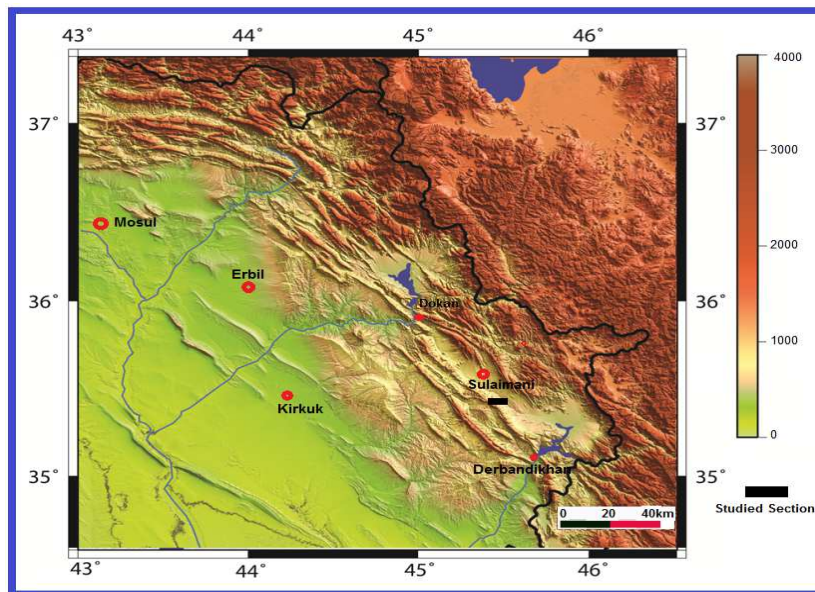 43° 44° 45° 46°
4000
37° 37°
3000
Mosul
2000
Erbil
36° 36°
Dokan
1000
Sulaimani
Kirkuk
0
35° 35°
Derbandikhan
Studied Section
0 20 40km
43° 44° 45° 46°